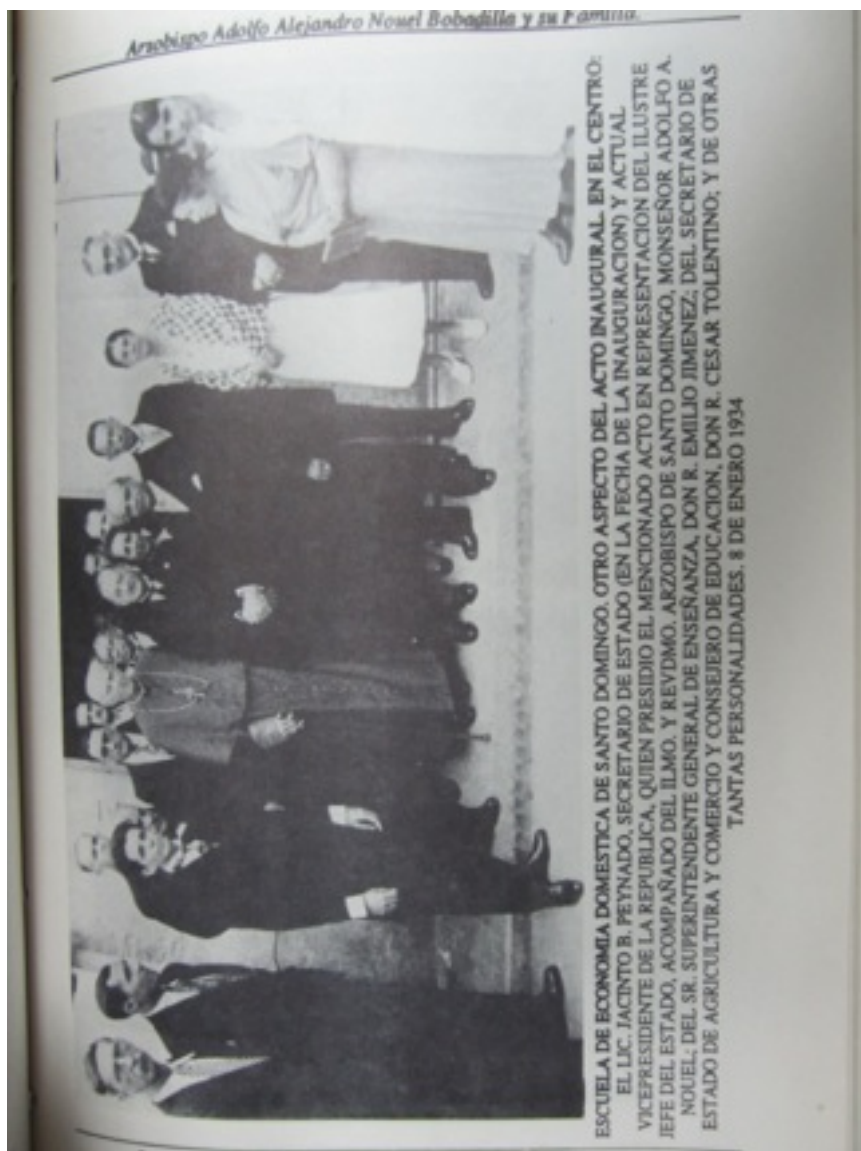 Arzobispo Adolfo Alejandro Nouel Bobadilla y su Familia.
ESCUELA DE ECONOMIA DOMESTICA DE SANTO DOMINGO. OTRO ASPECTO DEL ACTO INAUGURAL. EN EL CENTRO:
EL LIC. JACINTO B. PEYNADO, SECRETARIO DE ESTADO (EN LA FECHA DE LA INAUGURACION) Y ACTUAL
VICEPRESIDENTE DE LA REPUBLICA, QUIEN PRESIDIO EL MENCIONADO ACTO EN REPRESENTACION DEL ILUSTRE
JEFE DEL ESTADO, ACOMPAÑADO DEL ILMO. Y REVDMO. ARZOBISPO DE SANTO DOMINGO, MONSEÑOR ADOLFO A.
NOUEL; DEL SR. SUPERINTENDENTE GENERAL DE ENSEÑANZA, DON R. EMILIO JIMENEZ; DEL SECRETARIO DE
ESTADO DE AGRICULTURA Y COMERCIO Y CONSEJERO DE EDUCACION, DON R. CESAR TOLENTINO; Y DE OTRAS
TANTAS PERSONALIDADES. 8 DE ENERO 1934